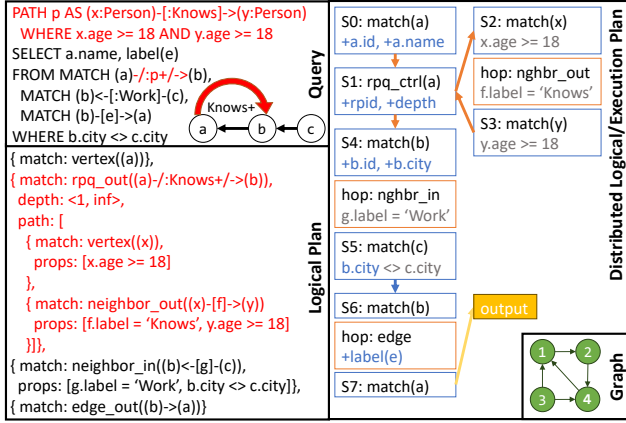 PATH p AS (x:Person)-[:Knows]->(y:Person)
WHERE x.age >= 18 AND y.age >= 18
SELECT a.name, label(e)
FROM MATCH (a)-/:p+/->(b),
MATCH (b)<-[:Work]-(c),
MATCH (b)-[e]->(a)
WHERE b.city <> c.city
Knows+
a
b
c
Query
{ match: vertex((a))},
{ match: rpq_out((a)-/:Knows+/->(b)),
depth: <1, inf>,
path: [
{ match: vertex((x)),
props: [x.age >= 18]
},
{ match: neighbor_out((x)-[f]->(y))
props: [f.label = ‘Knows’, y.age >= 18]
}]},
{ match: neighbor_in((b)<-[g]-(c)),
props: [g.label = ‘Work’, b.city <> c.city]},
{ match: edge_out((b)->(a))}
Logical Plan
S0: match(a)
+a.id, +a.name
S1: rpq_ctrl(a)
+rpid, +depth
S4: match(b)
+b.id, +b.city
hop: nghbr_in
g.label = ‘Work’
S5: match(c)
b.city <> c.city
S6: match(b)
hop: edge
+label(e)
S7: match(a)
S2: match(x)
x.age >= 18
hop: nghbr_out
f.label = ‘Knows’
S3: match(y)
y.age >= 18
output
Distributed Logical/Execution Plan
1
2
3
4
Graph